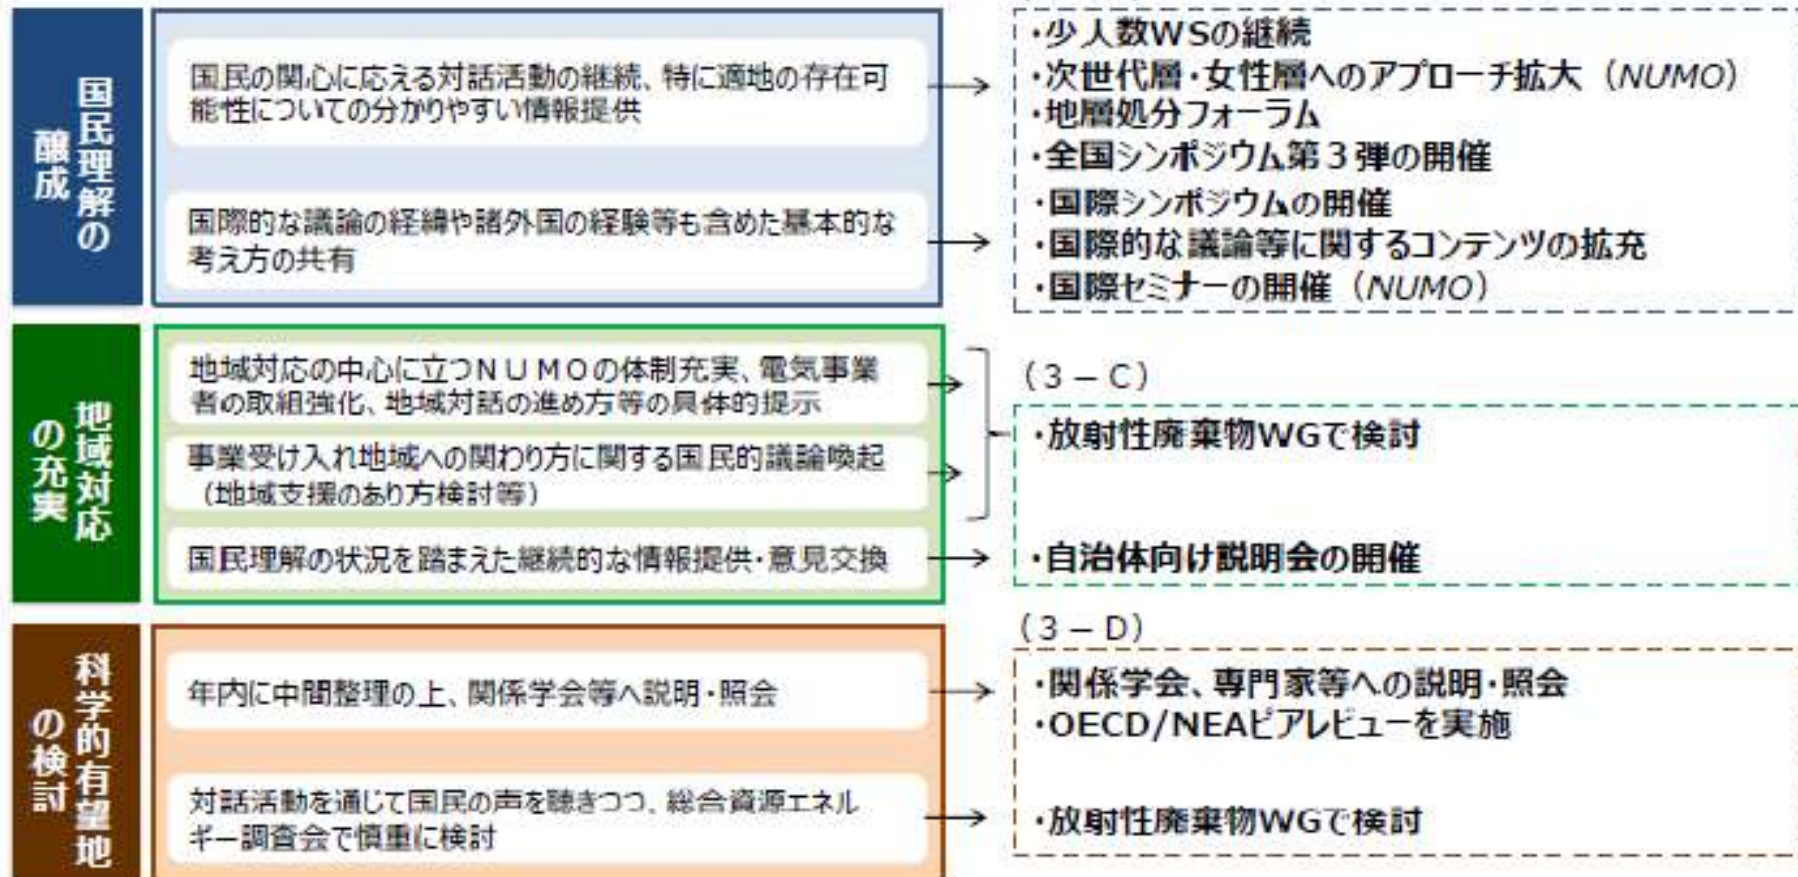 国民理解の
醸成
国民の関心に応える対話活動の継続、特に適地の存在可
能性についての分かりやすい情報提供
国際的な議論の経緯や諸外国の経験等も含めた基本的な
考え方の共有
・少人数WSの継続
・次世代層・女性層へのアプローチ拡大（NUMO）
・地層処分フォーラム
・全国シンポジウム第３弾の開催
・国際シンポジウムの開催
・国際的な議論等に関するコンテンツの拡充
・国際セミナーの開催（NUMO）
地域対応
の充実
地域対応の中心に立つＮＵＭＯの体制充実、電気事業
者の取組強化、地域対話の進め方等の具体的提示
事業受け入れ地域への関わり方に関する国民的議論喚起
（地域支援のあり方検討等）
国民理解の状況を踏まえた継続的な情報提供・意見交換
（３－Ｃ）
・放射性廃棄物WGで検討
・自治体向け説明会の開催
科学的有望地
の検討
年内に中間整理の上、関係学会等へ説明・照会
対話活動を通じて国民の声を聴きつつ、総合資源エネル
ギー調査会で慎重に検討
（３－Ｄ）
・関係学会、専門家等への説明・照会
・OECD/NEAピアレビューを実施
・放射性廃棄物WGで検討